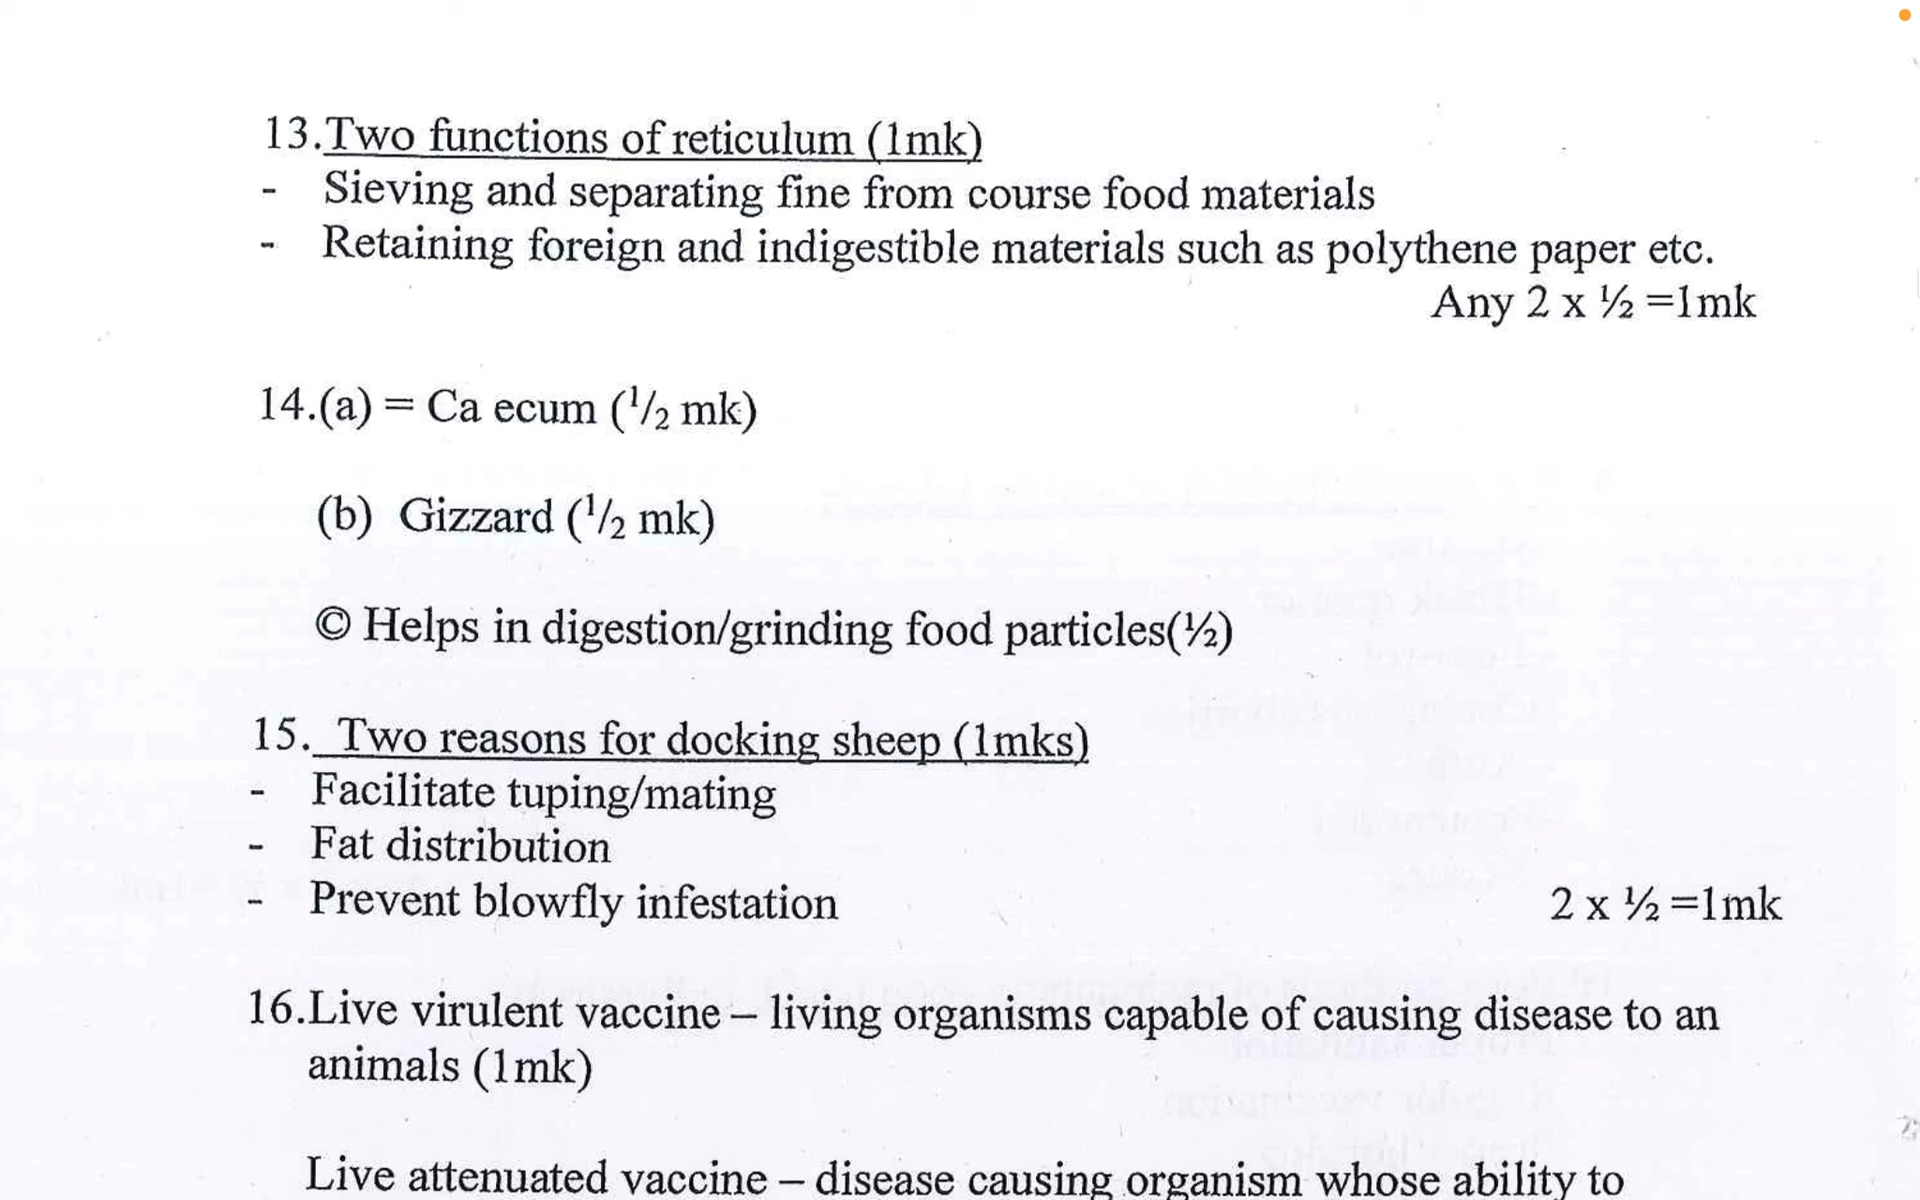 13.Two functions of reticulum (1mk)
- Sieving and separating fine from course food materials
- Retaining foreign and indigestible materials such as polythene paper etc.
Any 2 x ½ =1mk
14.(a) = Ca ecum (1/2 mk)
(b) Gizzard (1/2 mk)
© Helps in digestion/grinding food particles(½)
15. Two reasons for docking sheep (1mks)
- Facilitate tuping/mating
- Fat distribution
- Prevent blowfly infestation 2 x ½ =1mk
16.Live virulent vaccine – living organisms capable of causing disease to an
animals (1mk)
Live attenuated vaccine – disease causing organism whose ability to